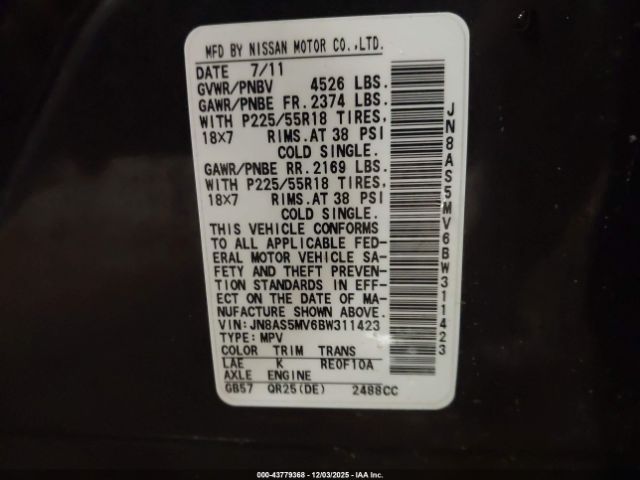 MFD BY NISSAN MOTOR CO.,LTD.
DATE 7/11
GVWR/PNBV 4526 LBS.
GAWR/PNBE FR. 2374 LBS.
WITH P225/55R18 TIRES,
18X7 RIMS. AT 38 PSI
COLD SINGLE.
GAWR/PNBE RR. 2169 LBS.
WITH P225/55R18 TIRES,
18X7 RIMS. AT 38 PSI
COLD SINGLE.
THIS VEHICLE CONFORMS
TO ALL APPLICABLE FED-
ERAL MOTOR VEHICLE SA-
FETY AND THEFT PREVEN-
TION STANDARDS IN EFF-
ECT ON THE DATE OF MA-
NUFACTURE SHOWN ABOVE.
VIN: JN8AS5MV6BW311423
TYPE: MPV
COLOR TRIM TRANS
LAE K RE0F10A
AXLE ENGINE
GB57 QR25(DE) 2488CC
JN8AS5MV6BW311423
000-43779368 | 12/03/2025 - IAA Inc.